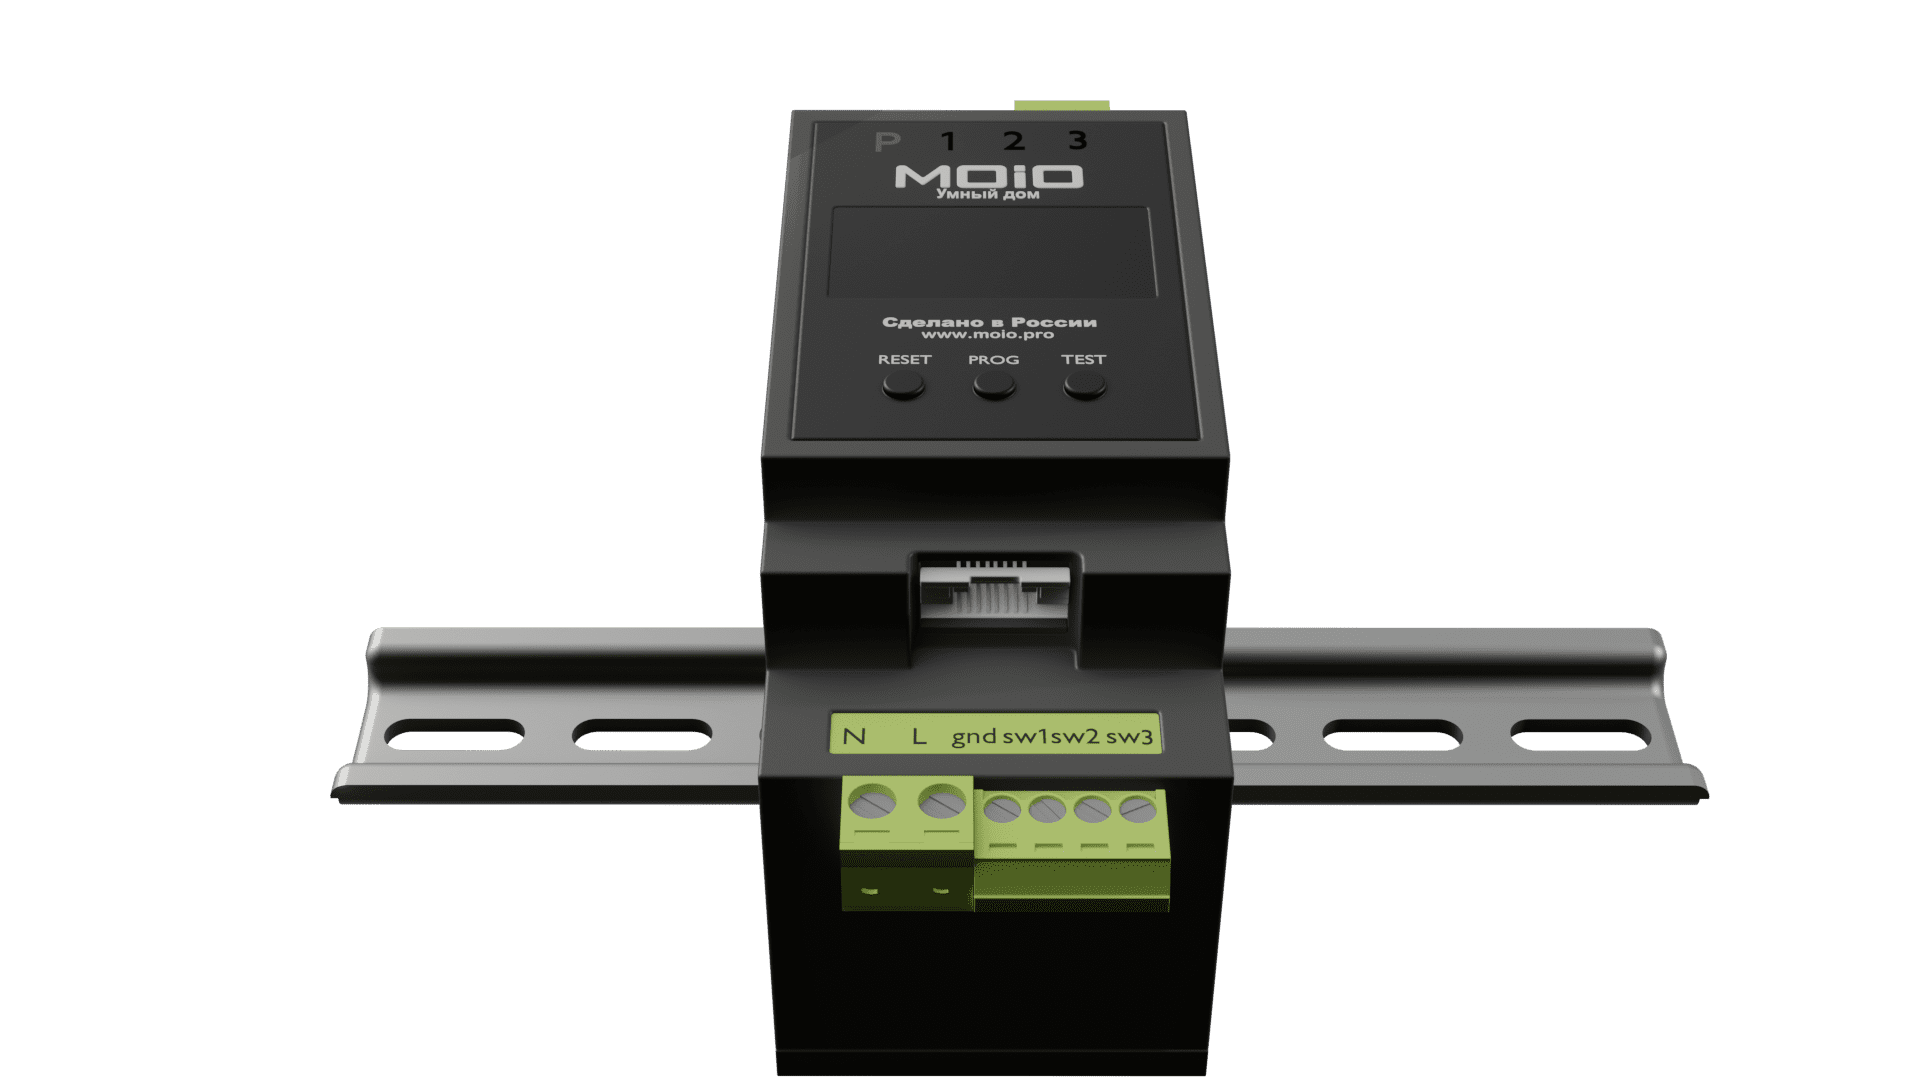 P 1 2 3
MOiO
Умный дом
Сделано в России
www.moio.pro
RESET PROG TEST
N L gnd sw1 sw2 sw3